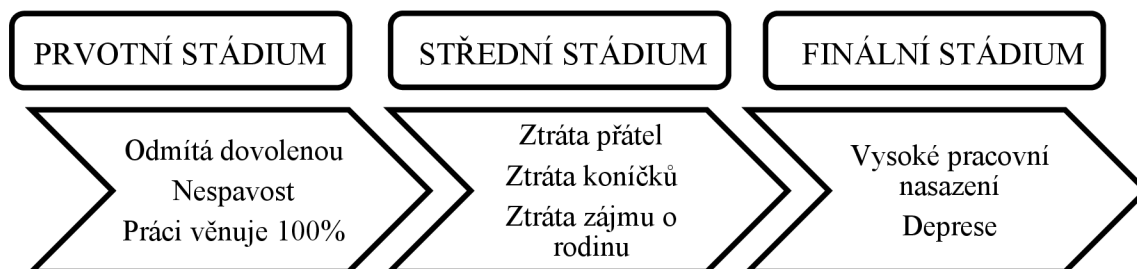 PRVOTNÍ STÁDIUM
STŘEDNÍ STÁDIUM
FINÁLNÍ STÁDIUM
Odmítá dovolenou
Nespavost
Práci věnuje 100%
Ztráta přátel
Ztráta koníčků
Ztráta zájmu o
rodinu
Vysoké pracovní
nasazení
Deprese